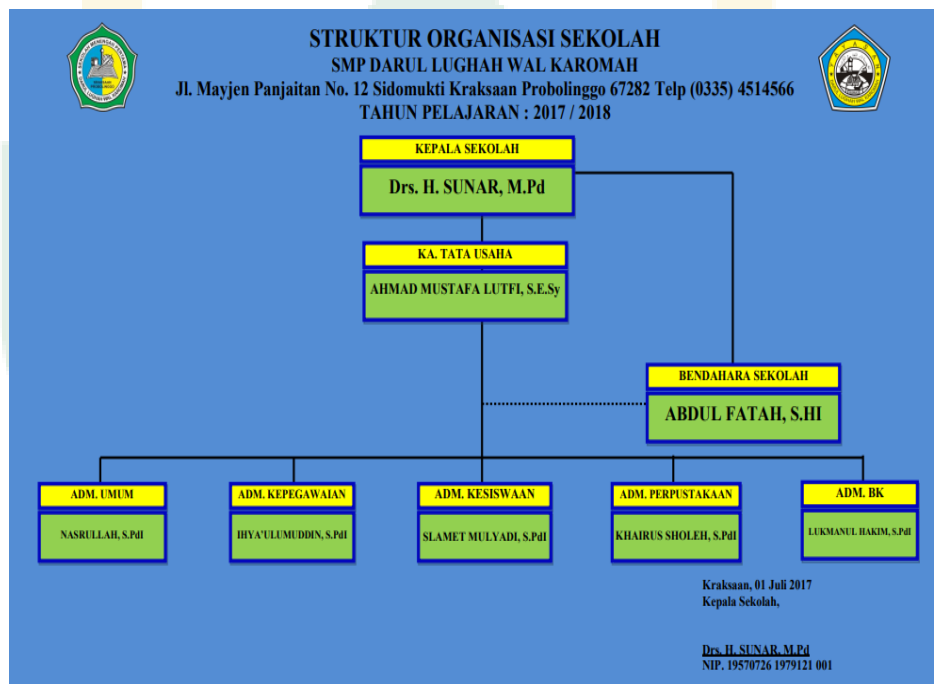 STRUKTUR ORGANISASI SEKOLAH
SMP DARUL LUGHAH WAL KAROMAH
Jl. Mayjen Panjaitan No. 12 Sidomukti Kraksaan Probolinggo 67282 Telp (0335) 4514566
TAHUN PELAJARAN : 2017 / 2018
KEPALA SEKOLAH
Drs. H. SUNAR, M.Pd
KA. TATA USAHA
AHMAD MUSTAFA LUTFI, S.E.Sy
BENDAHARA SEKOLAH
ABDUL FATAH, S.HI
ADM. UMUM
NASRULLAH, S.PdI
ADM. KEPEGAWAIAN
IHYA'ULUMUDDIN, S.PdI
ADM. KESISWAAN
SLAMET MULYADI, S.PdI
ADM. PERPUSTAKAAN
KHAIRUS SHOLEH, S.PdI
ADM. BK
LUKMANUL HAKIM, S.PdI
Kraksaan, 01 Juli 2017
Kepala Sekolah,
Drs. H. SUNAR, M.Pd
NIP. 19570726 1979121 001